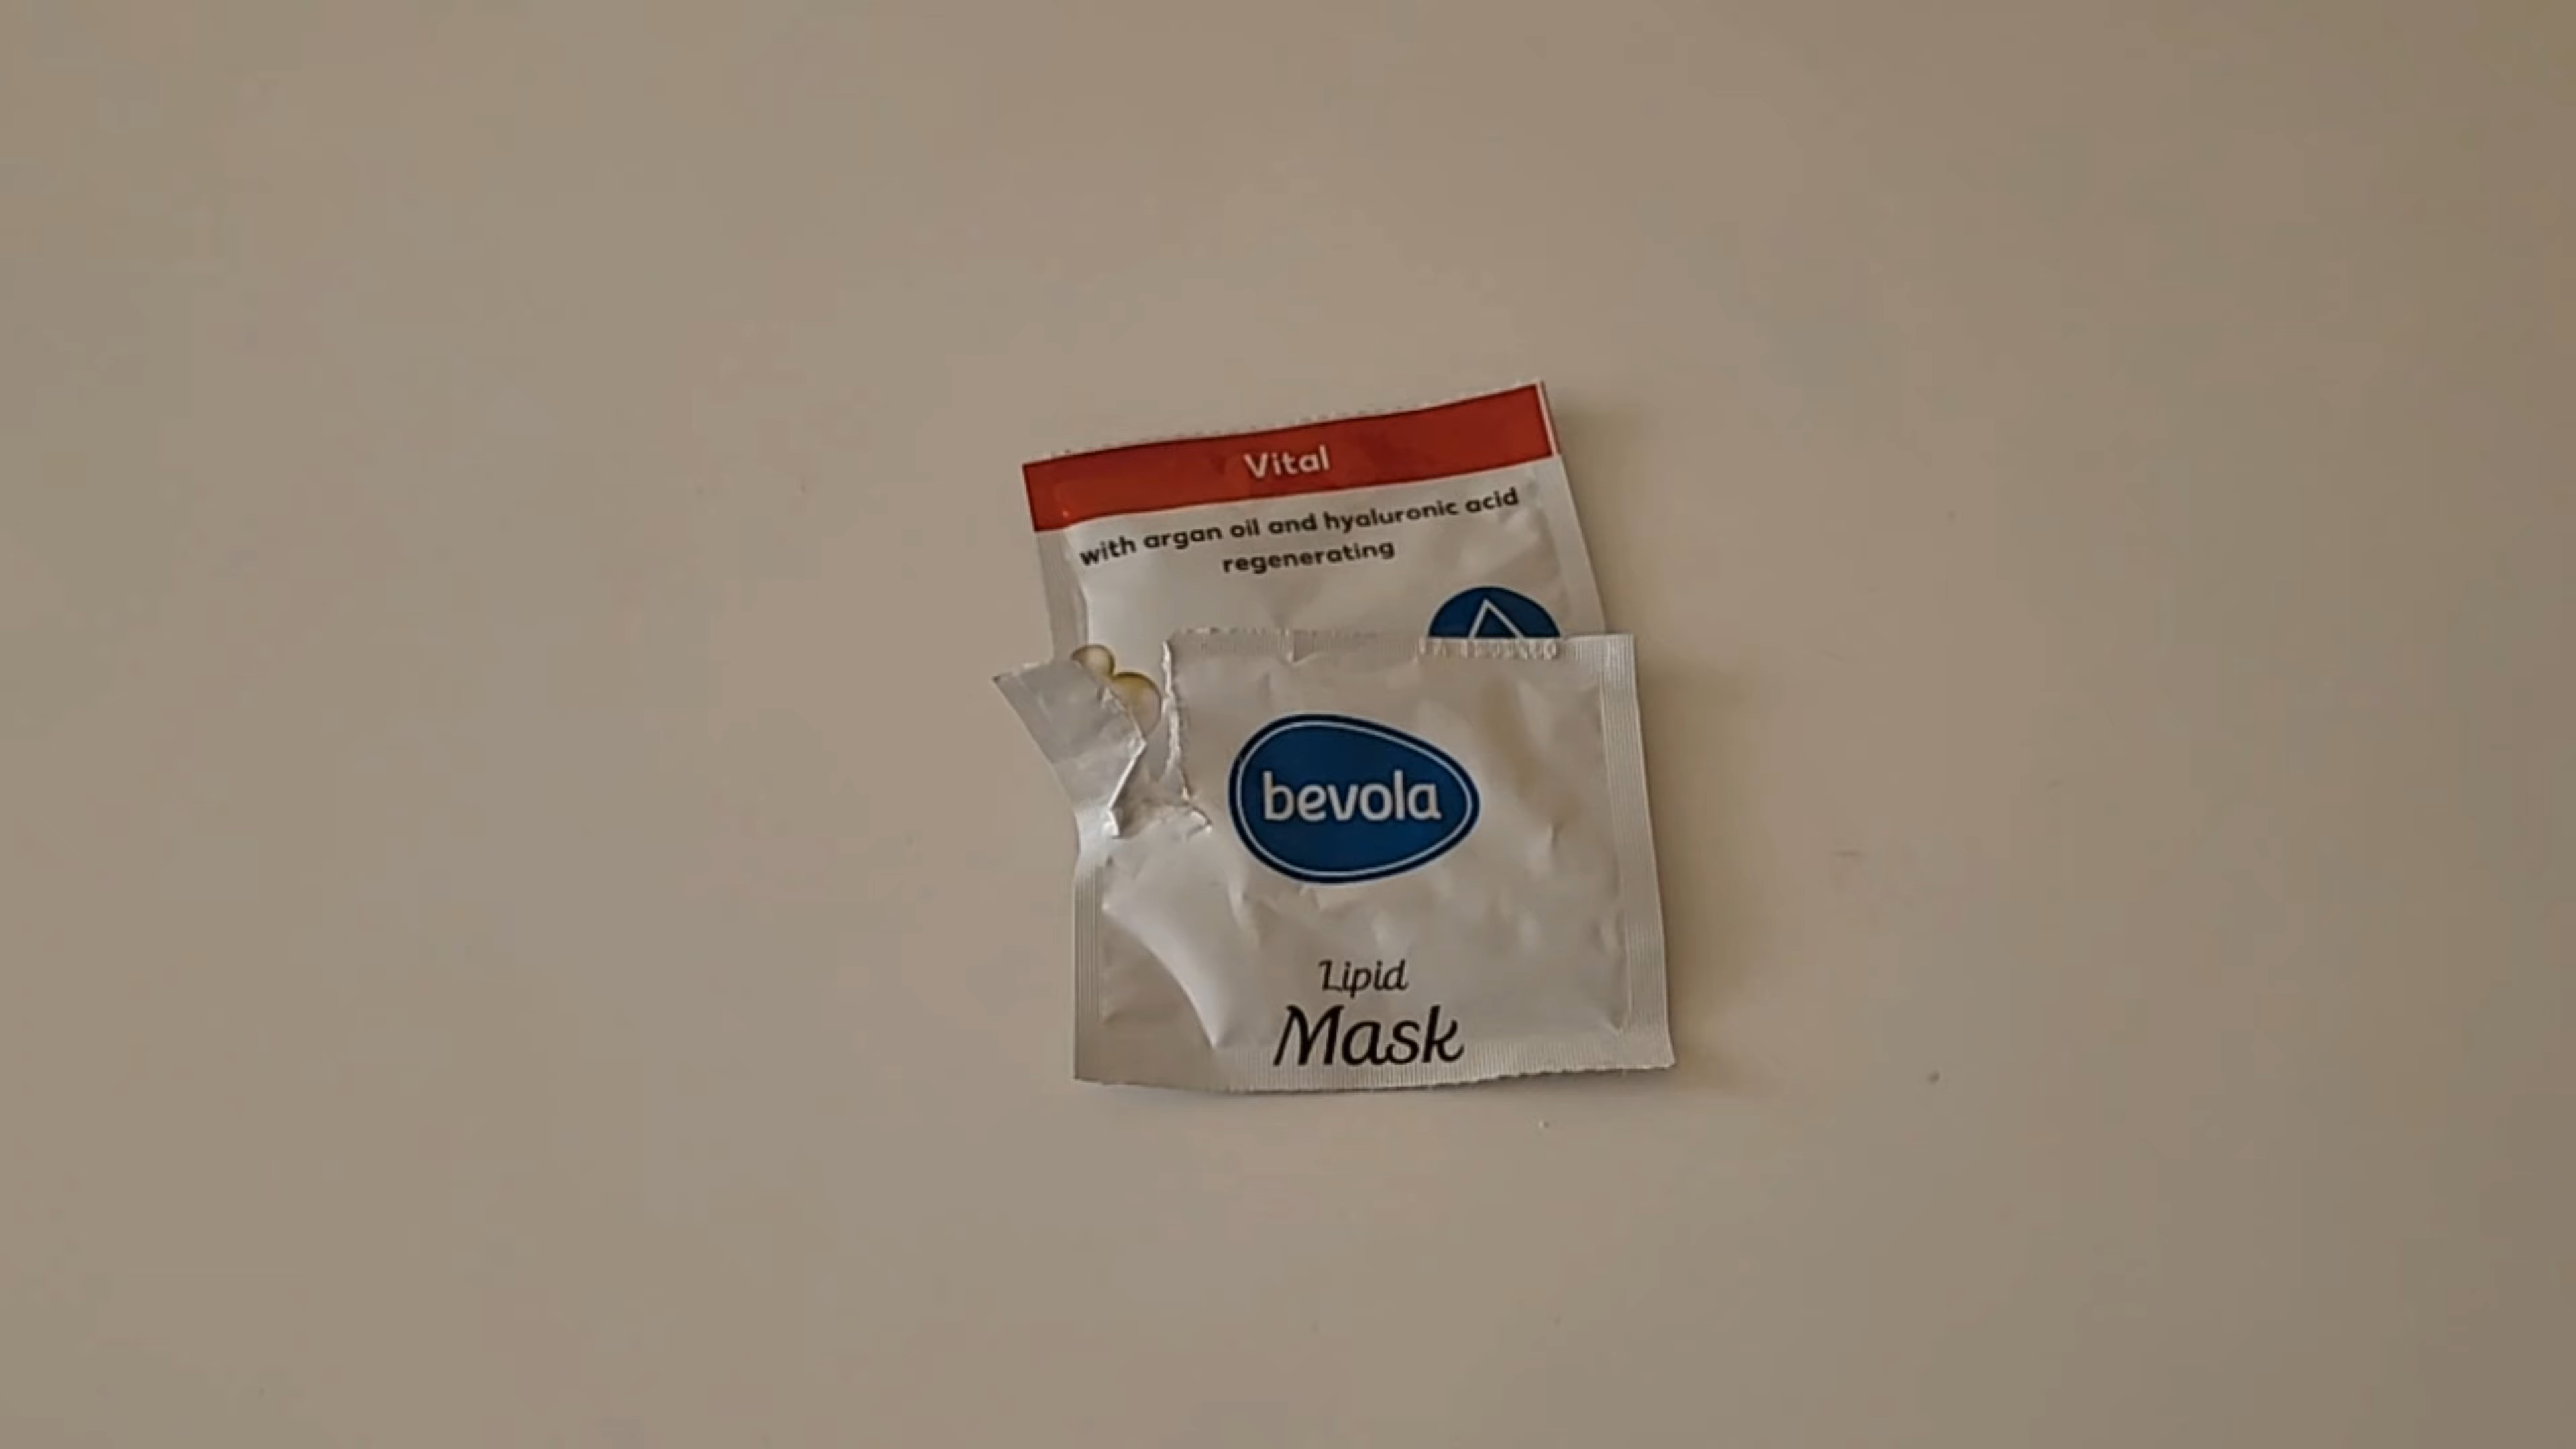 Vital
with argan oil and hyaluronic acid
regenerating
bevola
Lipid
Mask